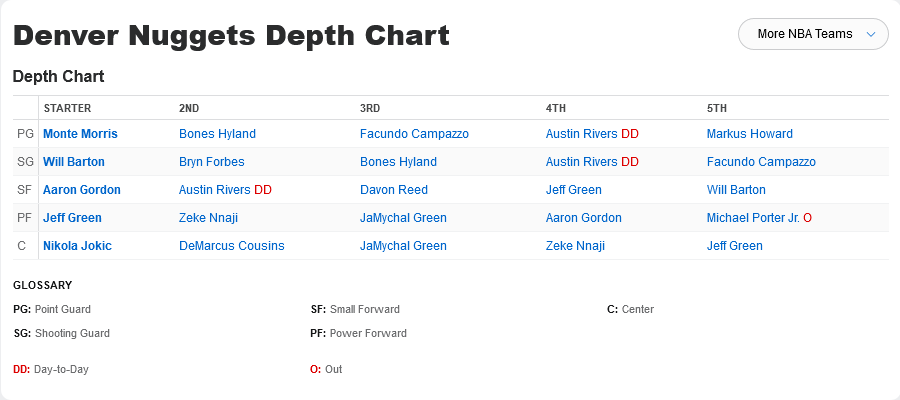 Denver Nuggets Depth Chart
More NBA Teams
Depth Chart
STARTER 2ND 3RD 4TH 5TH
PG Monte Morris Bones Hyland Facundo Campazzo Austin Rivers DD Markus Howard
SG Will Barton Bryn Forbes Bones Hyland Austin Rivers DD Facundo Campazzo
SF Aaron Gordon Austin Rivers DD Davon Reed Jeff Green Will Barton
PF Jeff Green Zeke Nnaji JaMychal Green Aaron Gordon Michael Porter Jr. O
C Nikola Jokic DeMarcus Cousins JaMychal Green Zeke Nnaji Jeff Green
GLOSSARY
PG: Point Guard SF: Small Forward C: Center
SG: Shooting Guard PF: Power Forward
DD: Day-to-Day O: Out